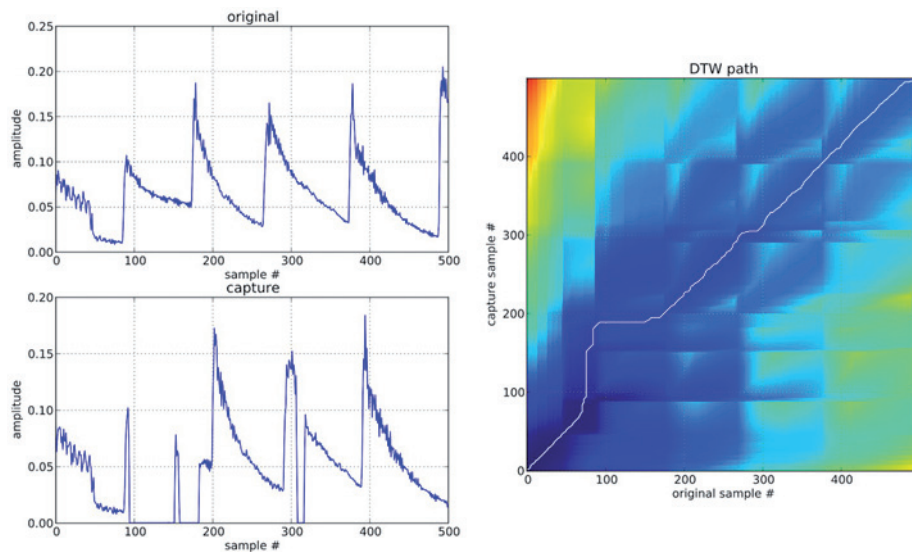 original
0.25
0.20
0.15
0.10
0.05
0.00
amplitude
0 100 200 300 400 500
sample #
capture
0.20
0.15
0.10
0.05
0.00
amplitude
0 100 200 300 400 500
sample #
DTW path
400
300
200
100
0
capture sample #
100 200 300 400
original sample #